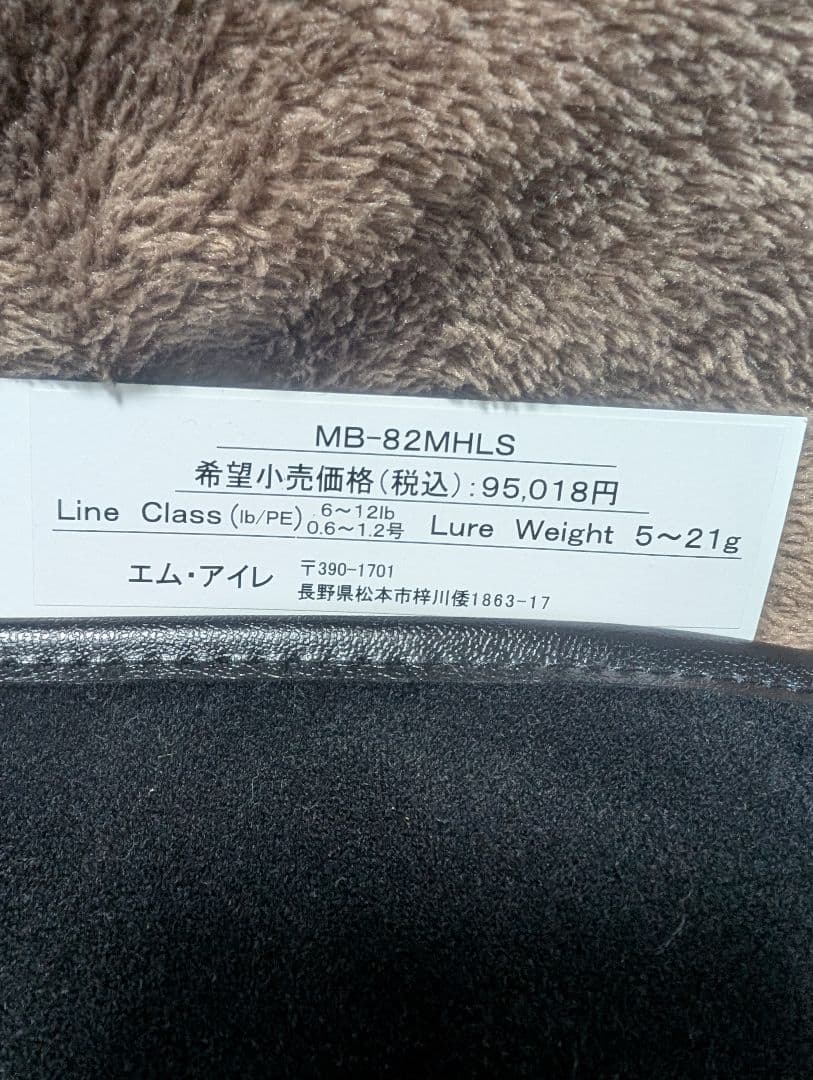 MB-82MHLS
希望小売価格(税込):95,018円
Line Class(lb/PE) 6～12lb 0.6～1.2号 Lure Weight 5～21g
エム・アイレ 〒390-1701
長野県松本市梓川倭1863-17